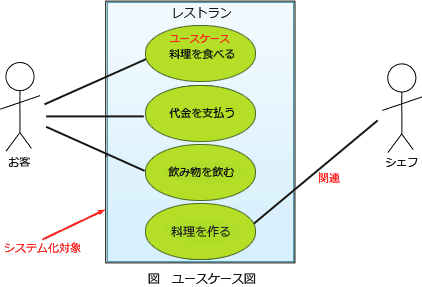 レストラン
ユースケース
料理を食べる
代金を支払う
お客
シェフ
飲み物を飲む
関連
料理を作る
システム化対象
図 ユースケース図